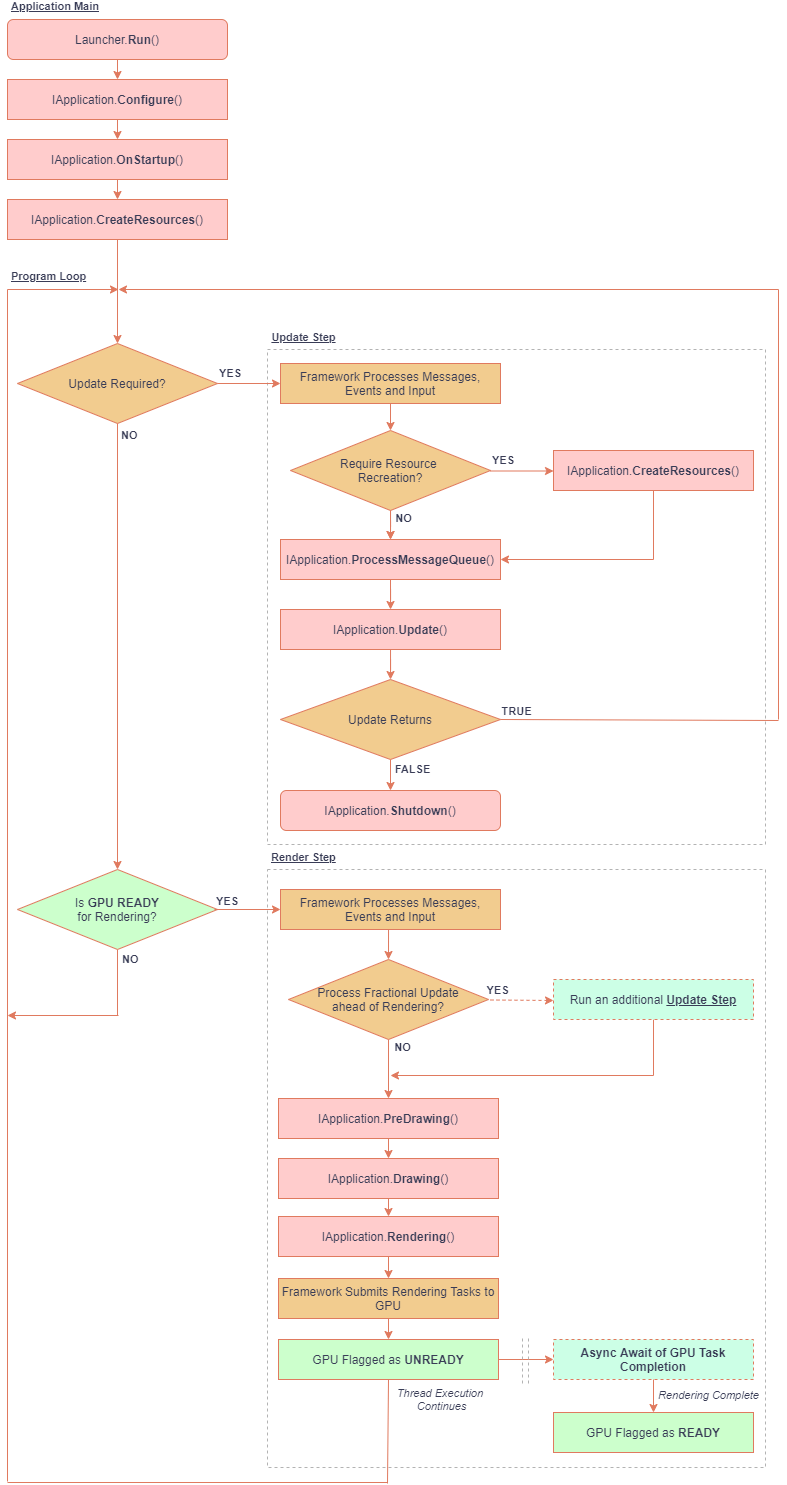 Application Main
Launcher.Run()
IApplication.Configure()
IApplication.OnStartup()
IApplication.CreateResources()
Program Loop
Update Step
Update Required?
YES
NO
Framework Processes Messages,
Events and Input
Require Resource
Recreation?
YES
IApplication.CreateResources()
NO
IApplication.ProcessMessageQueue()
IApplication.Update()
Update Returns
TRUE
FALSE
IApplication.Shutdown()
Render Step
Is GPU READY
for Rendering?
YES
NO
Framework Processes Messages,
Events and Input
Process Fractional Update
ahead of Rendering?
YES
Run an additional Update Step
NO
IApplication.PreDrawing()
IApplication.Drawing()
IApplication.Rendering()
Framework Submits Rendering Tasks to
GPU
GPU Flagged as UNREADY
Async Await of GPU Task
Completion
Thread Execution
Continues
Rendering Complete
GPU Flagged as READY